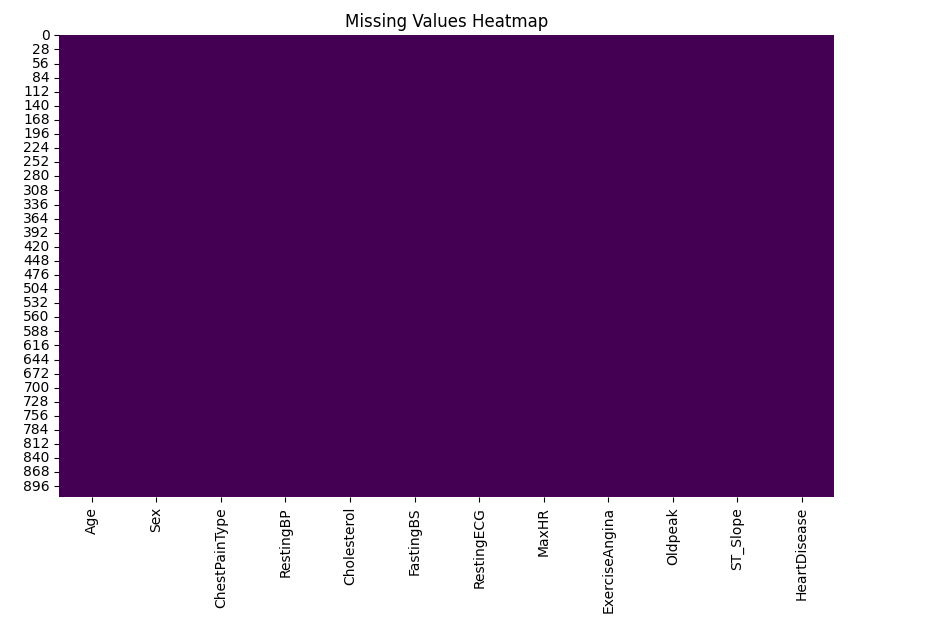 Missing Values Heatmap
0
28
56
84
112
140
168
196
224
252
280
308
336
364
392
420
448
476
504
532
560
588
616
644
672
700
728
756
784
812
840
868
896
Age
Sex
ChestPainType
RestingBP
Cholesterol
FastingBS
RestingECG
MaxHR
ExerciseAngina
Oldpeak
ST_Slope
HeartDisease